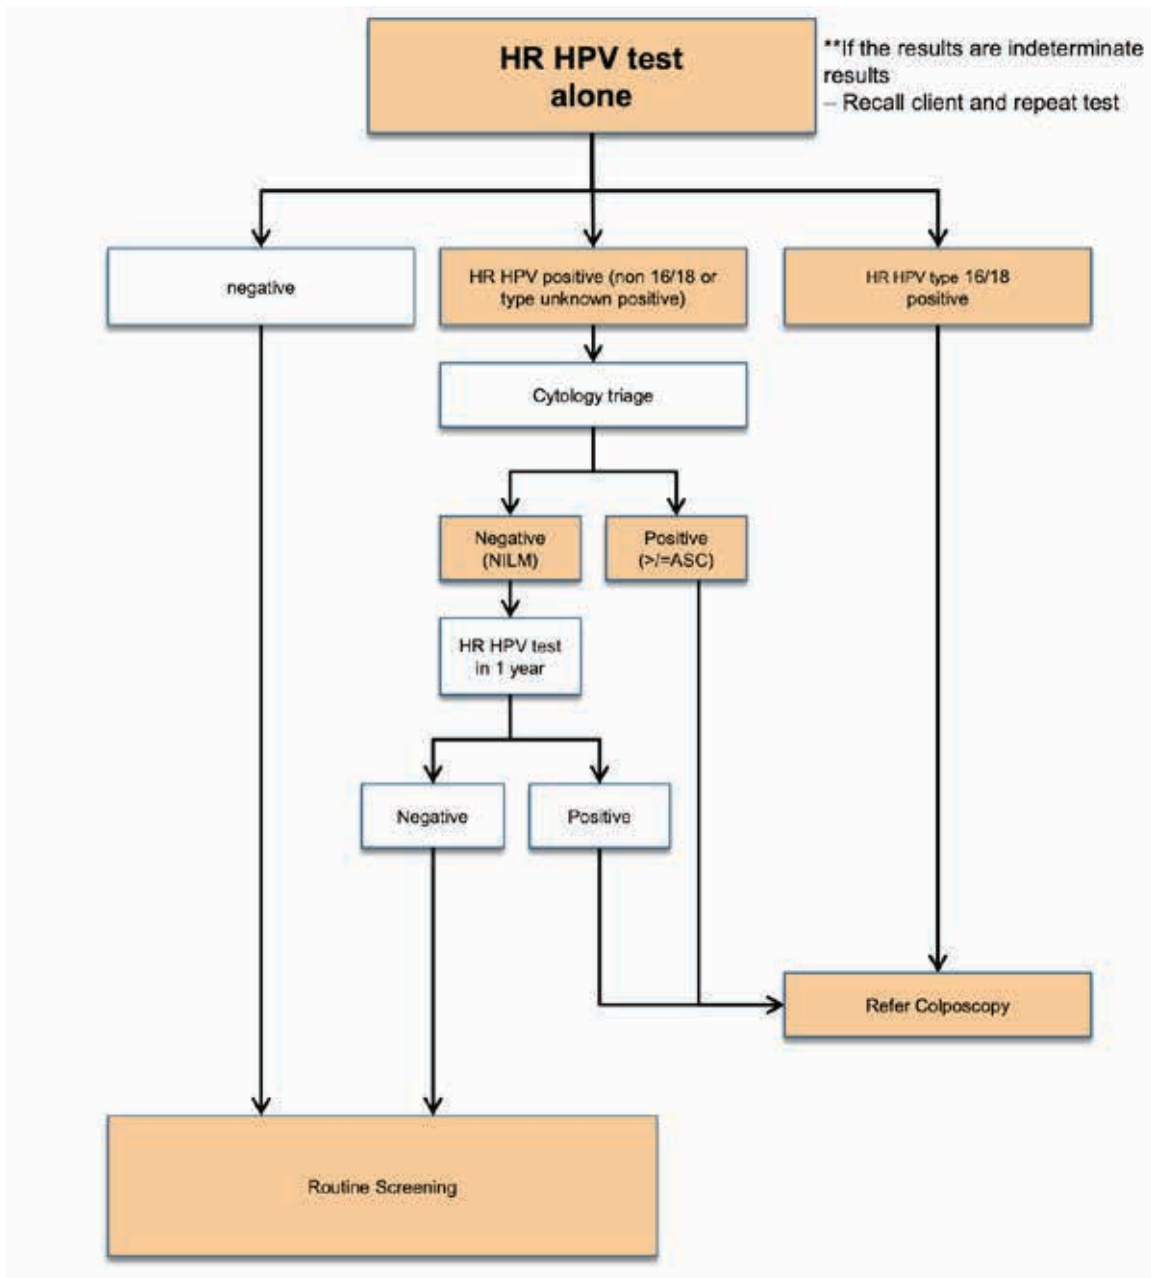 HR HPV test
alone
**If the results are indeterminate
results
– Recall client and repeat test
negative
HR HPV positive (non 16/18 or
type unknown positive)
HR HPV type 16/18
positive
Cytology triage
Negative
(NILM)
Positive
(>/=ASC)
HR HPV test
in 1 year
Negative
Positive
Refer Colposcopy
Routine Screening